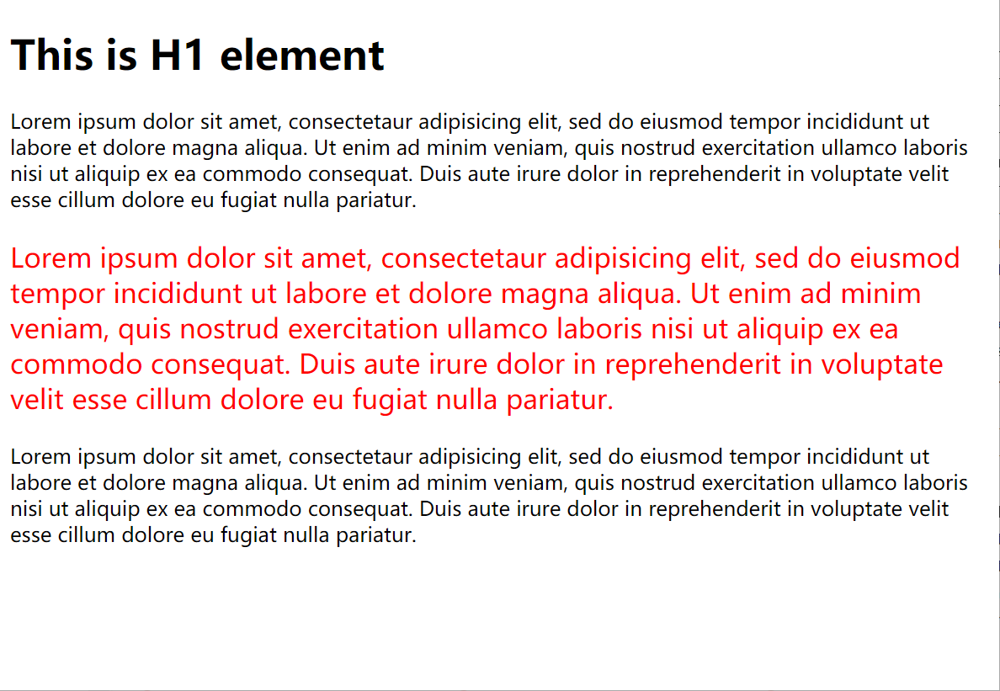 This is H1 element
Lorem ipsum dolor sit amet, consectetaur adipisicing elit, sed do eiusmod tempor incididunt ut
labore et dolore magna aliqua. Ut enim ad minim veniam, quis nostrud exercitation ullamco laboris
nisi ut aliquip ex ea commodo consequat. Duis aute irure dolor in reprehenderit in voluptate velit
esse cillum dolore eu fugiat nulla pariatur.
Lorem ipsum dolor sit amet, consectetaur adipisicing elit, sed do eiusmod
tempor incididunt ut labore et dolore magna aliqua. Ut enim ad minim
veniam, quis nostrud exercitation ullamco laboris nisi ut aliquip ex ea
commodo consequat. Duis aute irure dolor in reprehenderit in voluptate
velit esse cillum dolore eu fugiat nulla pariatur.
Lorem ipsum dolor sit amet, consectetaur adipisicing elit, sed do eiusmod tempor incididunt ut
labore et dolore magna aliqua. Ut enim ad minim veniam, quis nostrud exercitation ullamco laboris
nisi ut aliquip ex ea commodo consequat. Duis aute irure dolor in reprehenderit in voluptate velit
esse cillum dolore eu fugiat nulla pariatur.